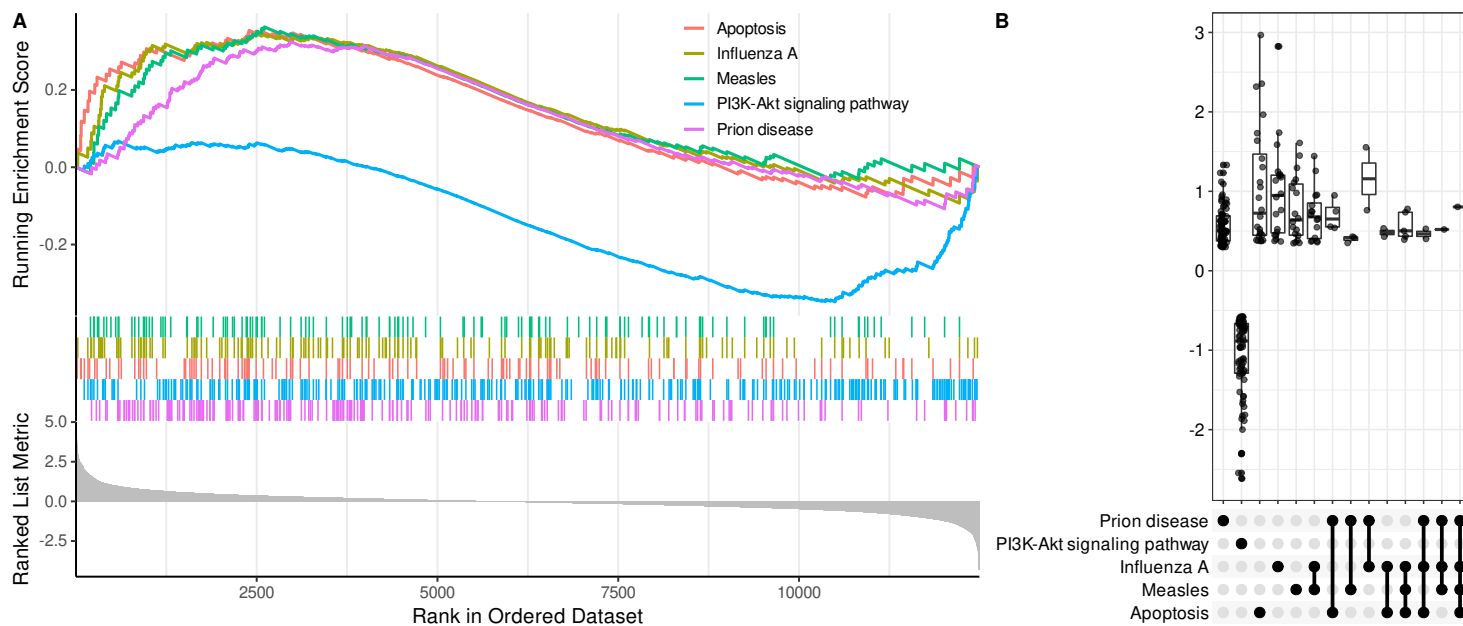 A
Running Enrichment Score
0.2
0.0
-0.2
Apoptosis
Influenza A
Measles
PI3K-Akt signaling pathway
Prion disease
Ranked List Metric
5.0
2.5
0.0
-2.5
2500
5000
7500
10000
Rank in Ordered Dataset
B
3
2
1
0
-1
-2
Prion disease
PI3K-Akt signaling pathway
Influenza A
Measles
Apoptosis